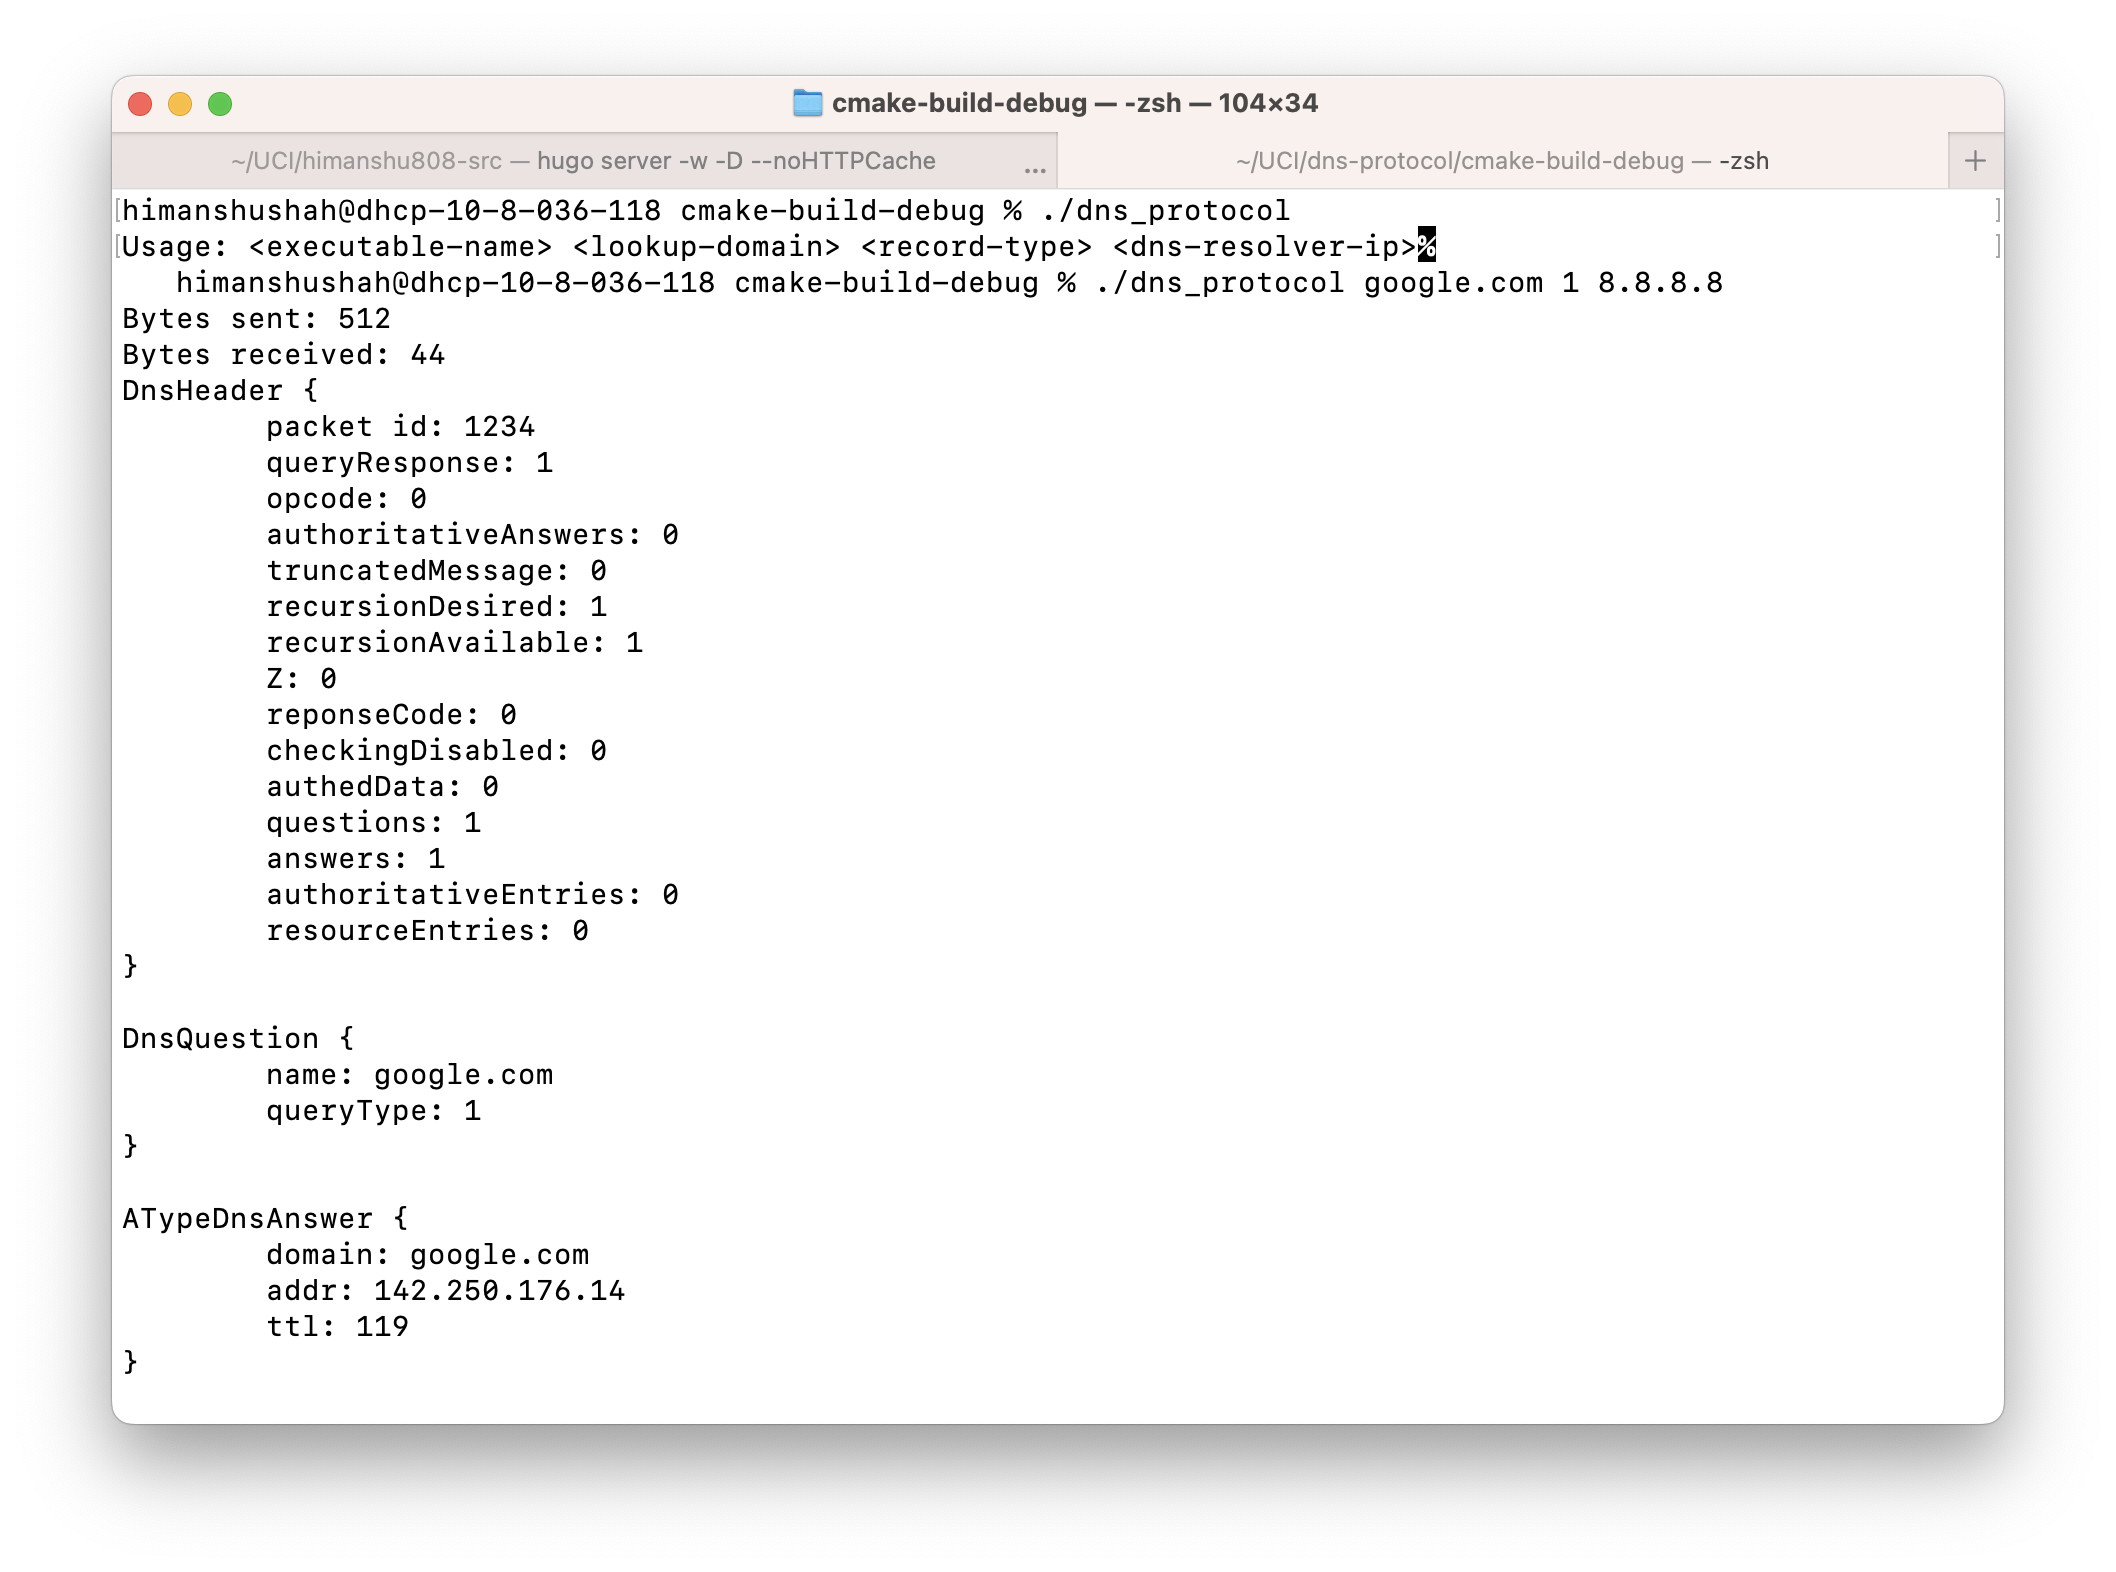 cmake-build-debug — -zsh — 104×34
~/UCI/himanshu808-src — hugo server -w -D --noHTTPCache ... ~/UCI/dns-protocol/cmake-build-debug — -zsh +
[himanshushah@dhcp-10-8-036-118 cmake-build-debug % ./dns_protocol ]
[Usage: <executable-name> <lookup-domain> <record-type> <dns-resolver-ip>% ]
himanshushah@dhcp-10-8-036-118 cmake-build-debug % ./dns_protocol google.com 1 8.8.8.8
Bytes sent: 512
Bytes received: 44
DnsHeader {
packet id: 1234
queryResponse: 1
opcode: 0
authoritativeAnswers: 0
truncatedMessage: 0
recursionDesired: 1
recursionAvailable: 1
Z: 0
reponseCode: 0
checkingDisabled: 0
authedData: 0
questions: 1
answers: 1
authoritativeEntries: 0
resourceEntries: 0
}
DnsQuestion {
name: google.com
queryType: 1
}
ATypeDnsAnswer {
domain: google.com
addr: 142.250.176.14
ttl: 119
}